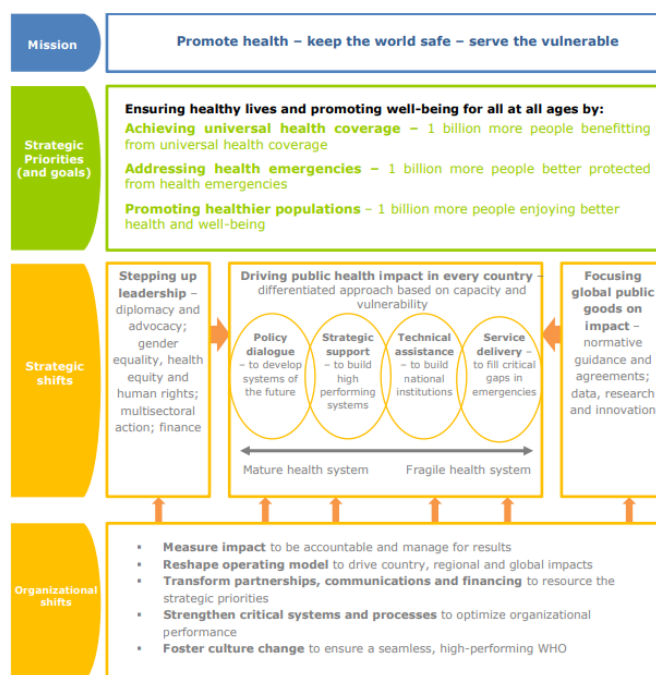 Mission
Promote health – keep the world safe – serve the vulnerable
Strategic
Priorities
(and goals)
Ensuring healthy lives and promoting well-being for all at all ages by:
Achieving universal health coverage – 1 billion more people benefitting
from universal health coverage
Addressing health emergencies – 1 billion more people better protected
from health emergencies
Promoting healthier populations – 1 billion more people enjoying better
health and well-being
Strategic
shifts
Stepping up
leadership –
diplomacy and
advocacy;
gender
equality, health
equity and
human rights;
multisectoral
action; finance
Driving public health impact in every country –
differentiated approach based on capacity and
vulnerability
Policy
dialogue
– to develop
systems of
the future
Strategic
support
– to build
high
performing
systems
Technical
assistance
– to build
national
institutions
Service
delivery –
to fill critical
gaps in
emergencies
Mature health system
Fragile health system
Focusing
global public
goods on
impact –
normative
guidance and
agreements;
data, research
and innovation
Organizational
shifts
▪ Measure impact to be accountable and manage for results
▪ Reshape operating model to drive country, regional and global impacts
▪ Transform partnerships, communications and financing to resource the
strategic priorities
▪ Strengthen critical systems and processes to optimize organizational
performance
▪ Foster culture change to ensure a seamless, high-performing WHO